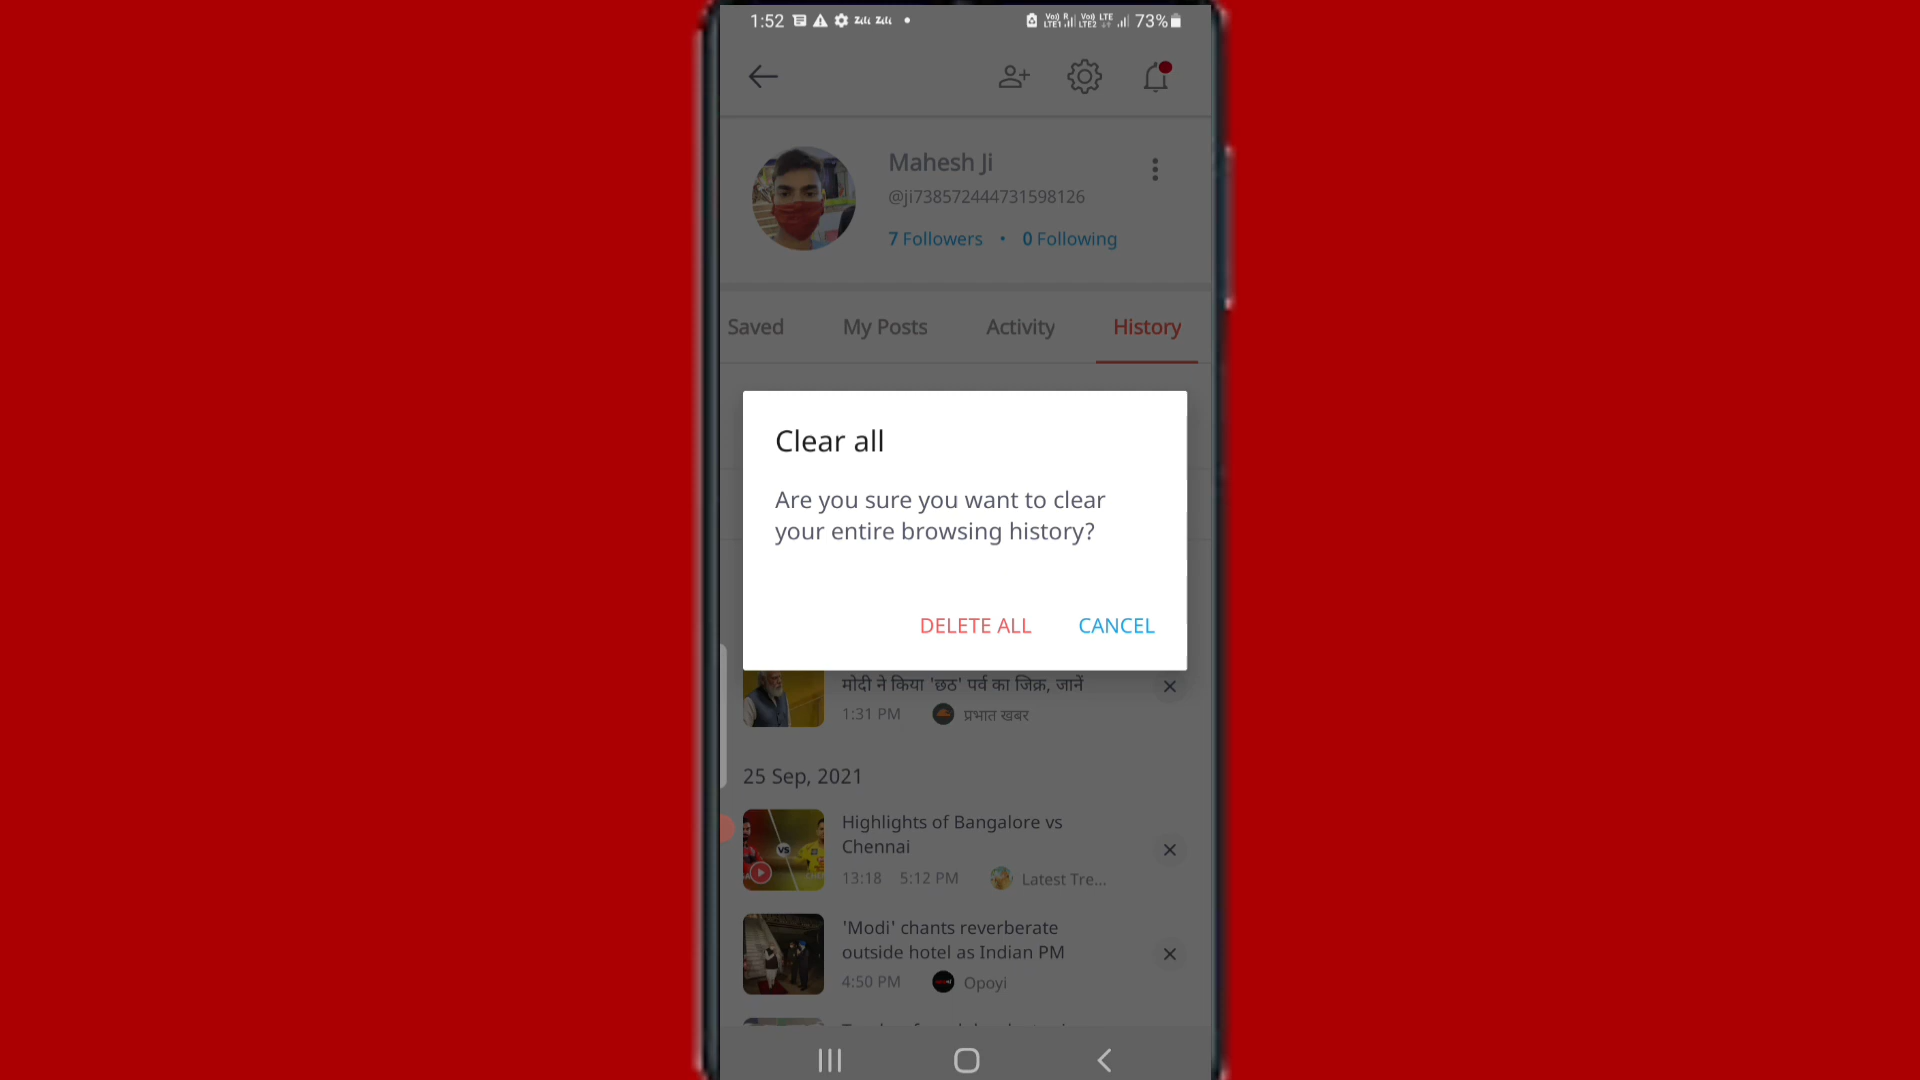 1:52
73%
Mahesh Ji
@ji738572444731598126
7 Followers • 0 Following
Saved My Posts Activity History
Clear all
Are you sure you want to clear
your entire browsing history?
DELETE ALL CANCEL
मोदी ने किया 'छठ' पर्व का जिक्र, जानें
1:31 PM प्रभात खबर
25 Sep, 2021
Highlights of Bangalore vs
Chennai
13:18 5:12 PM Latest Tre...
VS
'Modi' chants reverberate
outside hotel as Indian PM
4:50 PM Opoyi